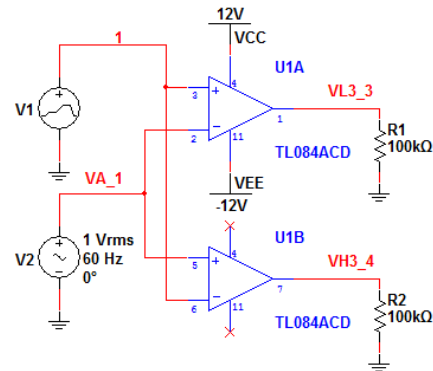 12V
VCC
1
U1A
4
3
+
VL3_3
1
V1
+
R1
100kΩ
2
−
11
TL084ACD
VA_1
VEE
-12V
U1B
V2
+
1 Vrms
60 Hz
0°
4
5
+
VH3_4
7
R2
100kΩ
6
−
11
TL084ACD